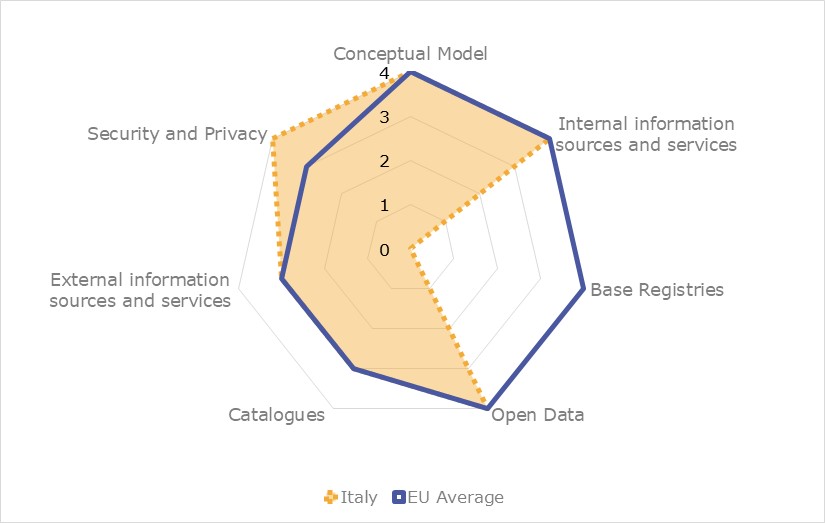 Conceptual Model
4
3
2
1
0
Internal information
sources and services
Base Registries
Open Data
Catalogues
External information
sources and services
Security and Privacy
Italy
EU Average